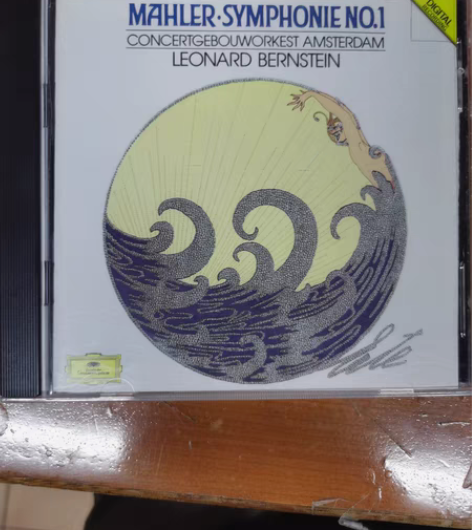 MAHLER·SYMPHONIE NO.1
CONCERTGEBOUWORKEST AMSTERDAM
LEONARD BERNSTEIN
DIGITAL
Erté